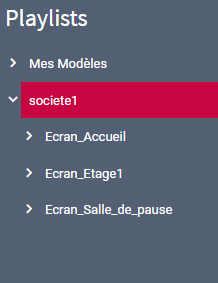 Playlists
Mes Modèles
societe1
Ecran_Accueil
Ecran_Etage1
Ecran_Salle_de_pause